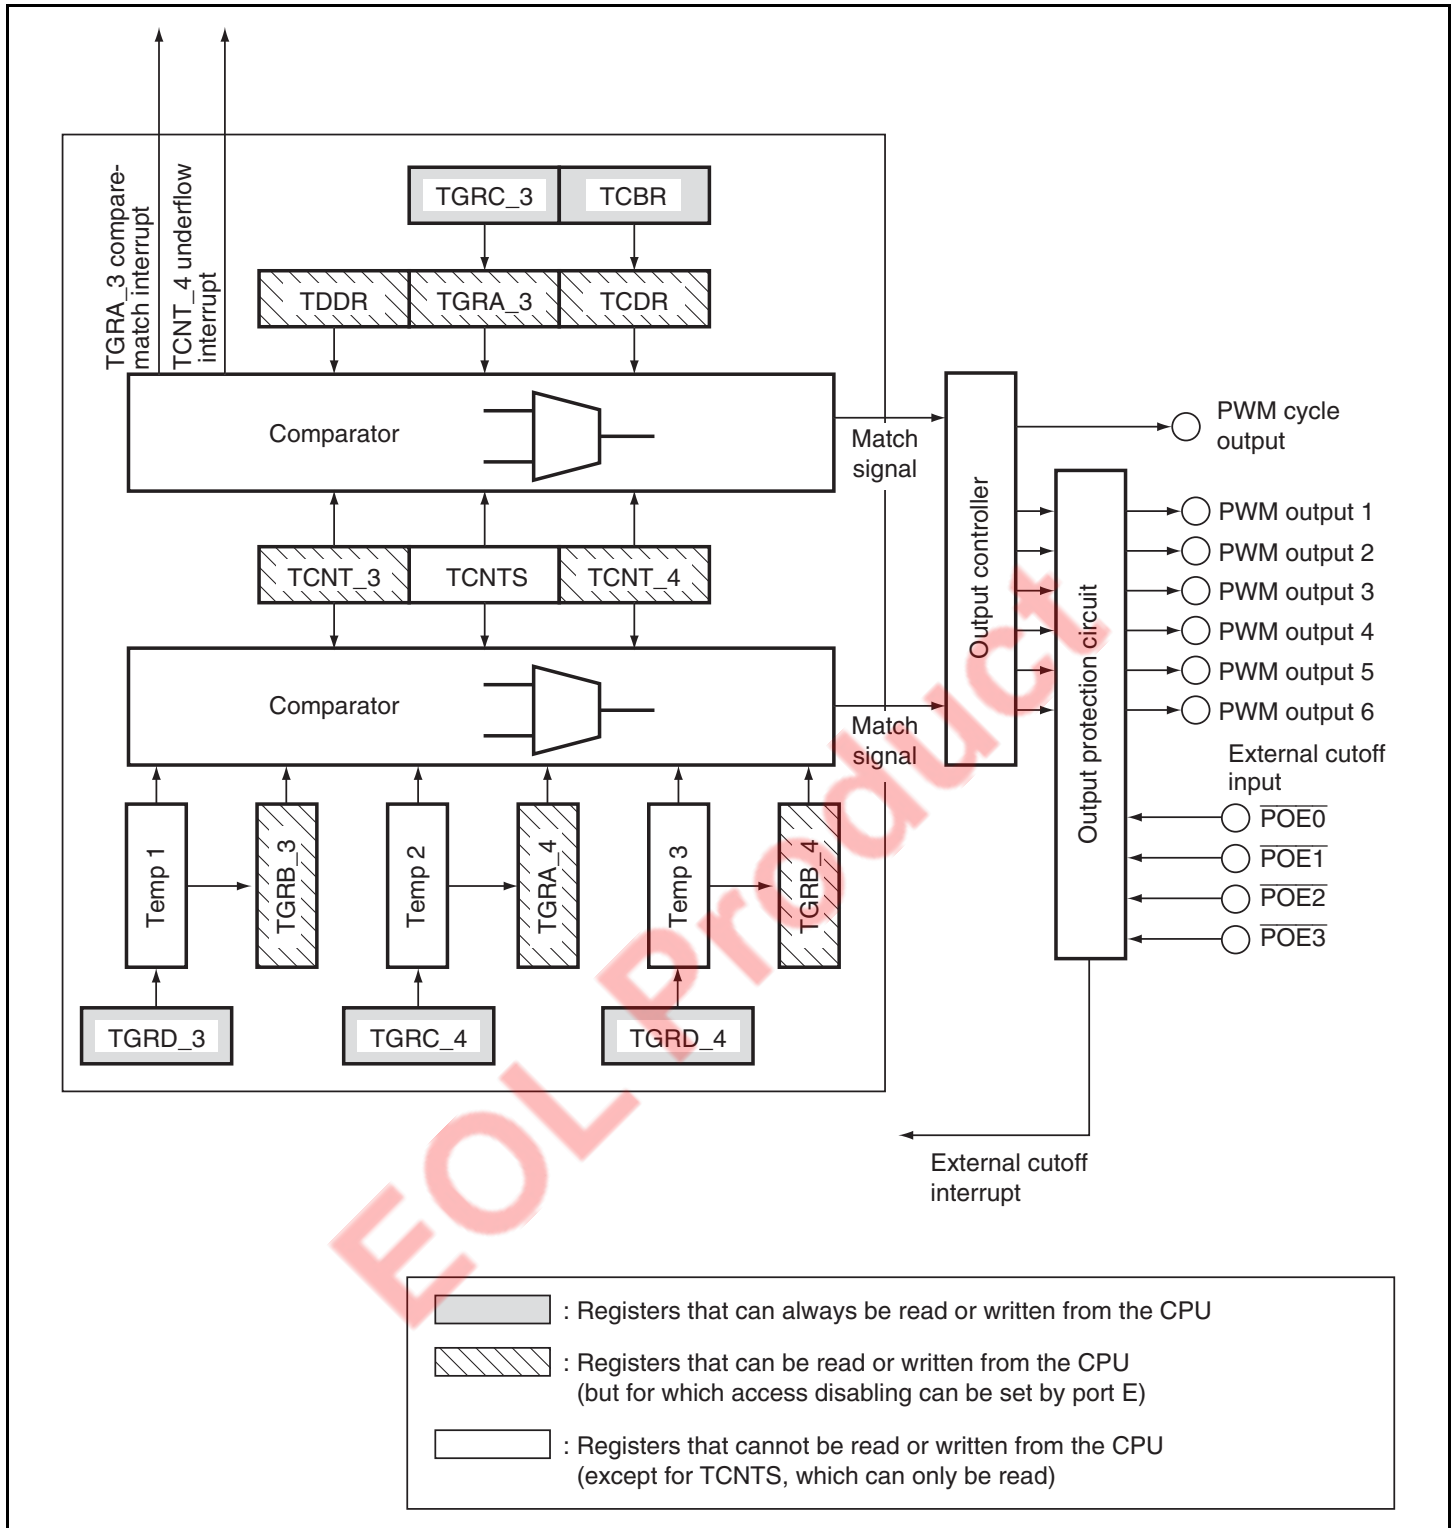 TGRA_3 compare-
match interrupt
TCNT_4 underflow
interrupt
TGRC_3
TCBR
TDDR
TGRA_3
TCDR
Comparator
Match
signal
TCNT_3
TCNTS
TCNT_4
Comparator
Match
signal
Temp 1
TGRB_3
Temp 2
TGRA_4
Temp 3
TGRB_4
TGRD_3
TGRC_4
TGRD_4
Output controller
Output protection circuit
PWM cycle
output
PWM output 1
PWM output 2
PWM output 3
PWM output 4
PWM output 5
PWM output 6
External cutoff
input
POE0
POE1
POE2
POE3
External cutoff
interrupt
EOL Product
: Registers that can always be read or written from the CPU
: Registers that can be read or written from the CPU
(but for which access disabling can be set by port E)
: Registers that cannot be read or written from the CPU
(except for TCNTS, which can only be read)